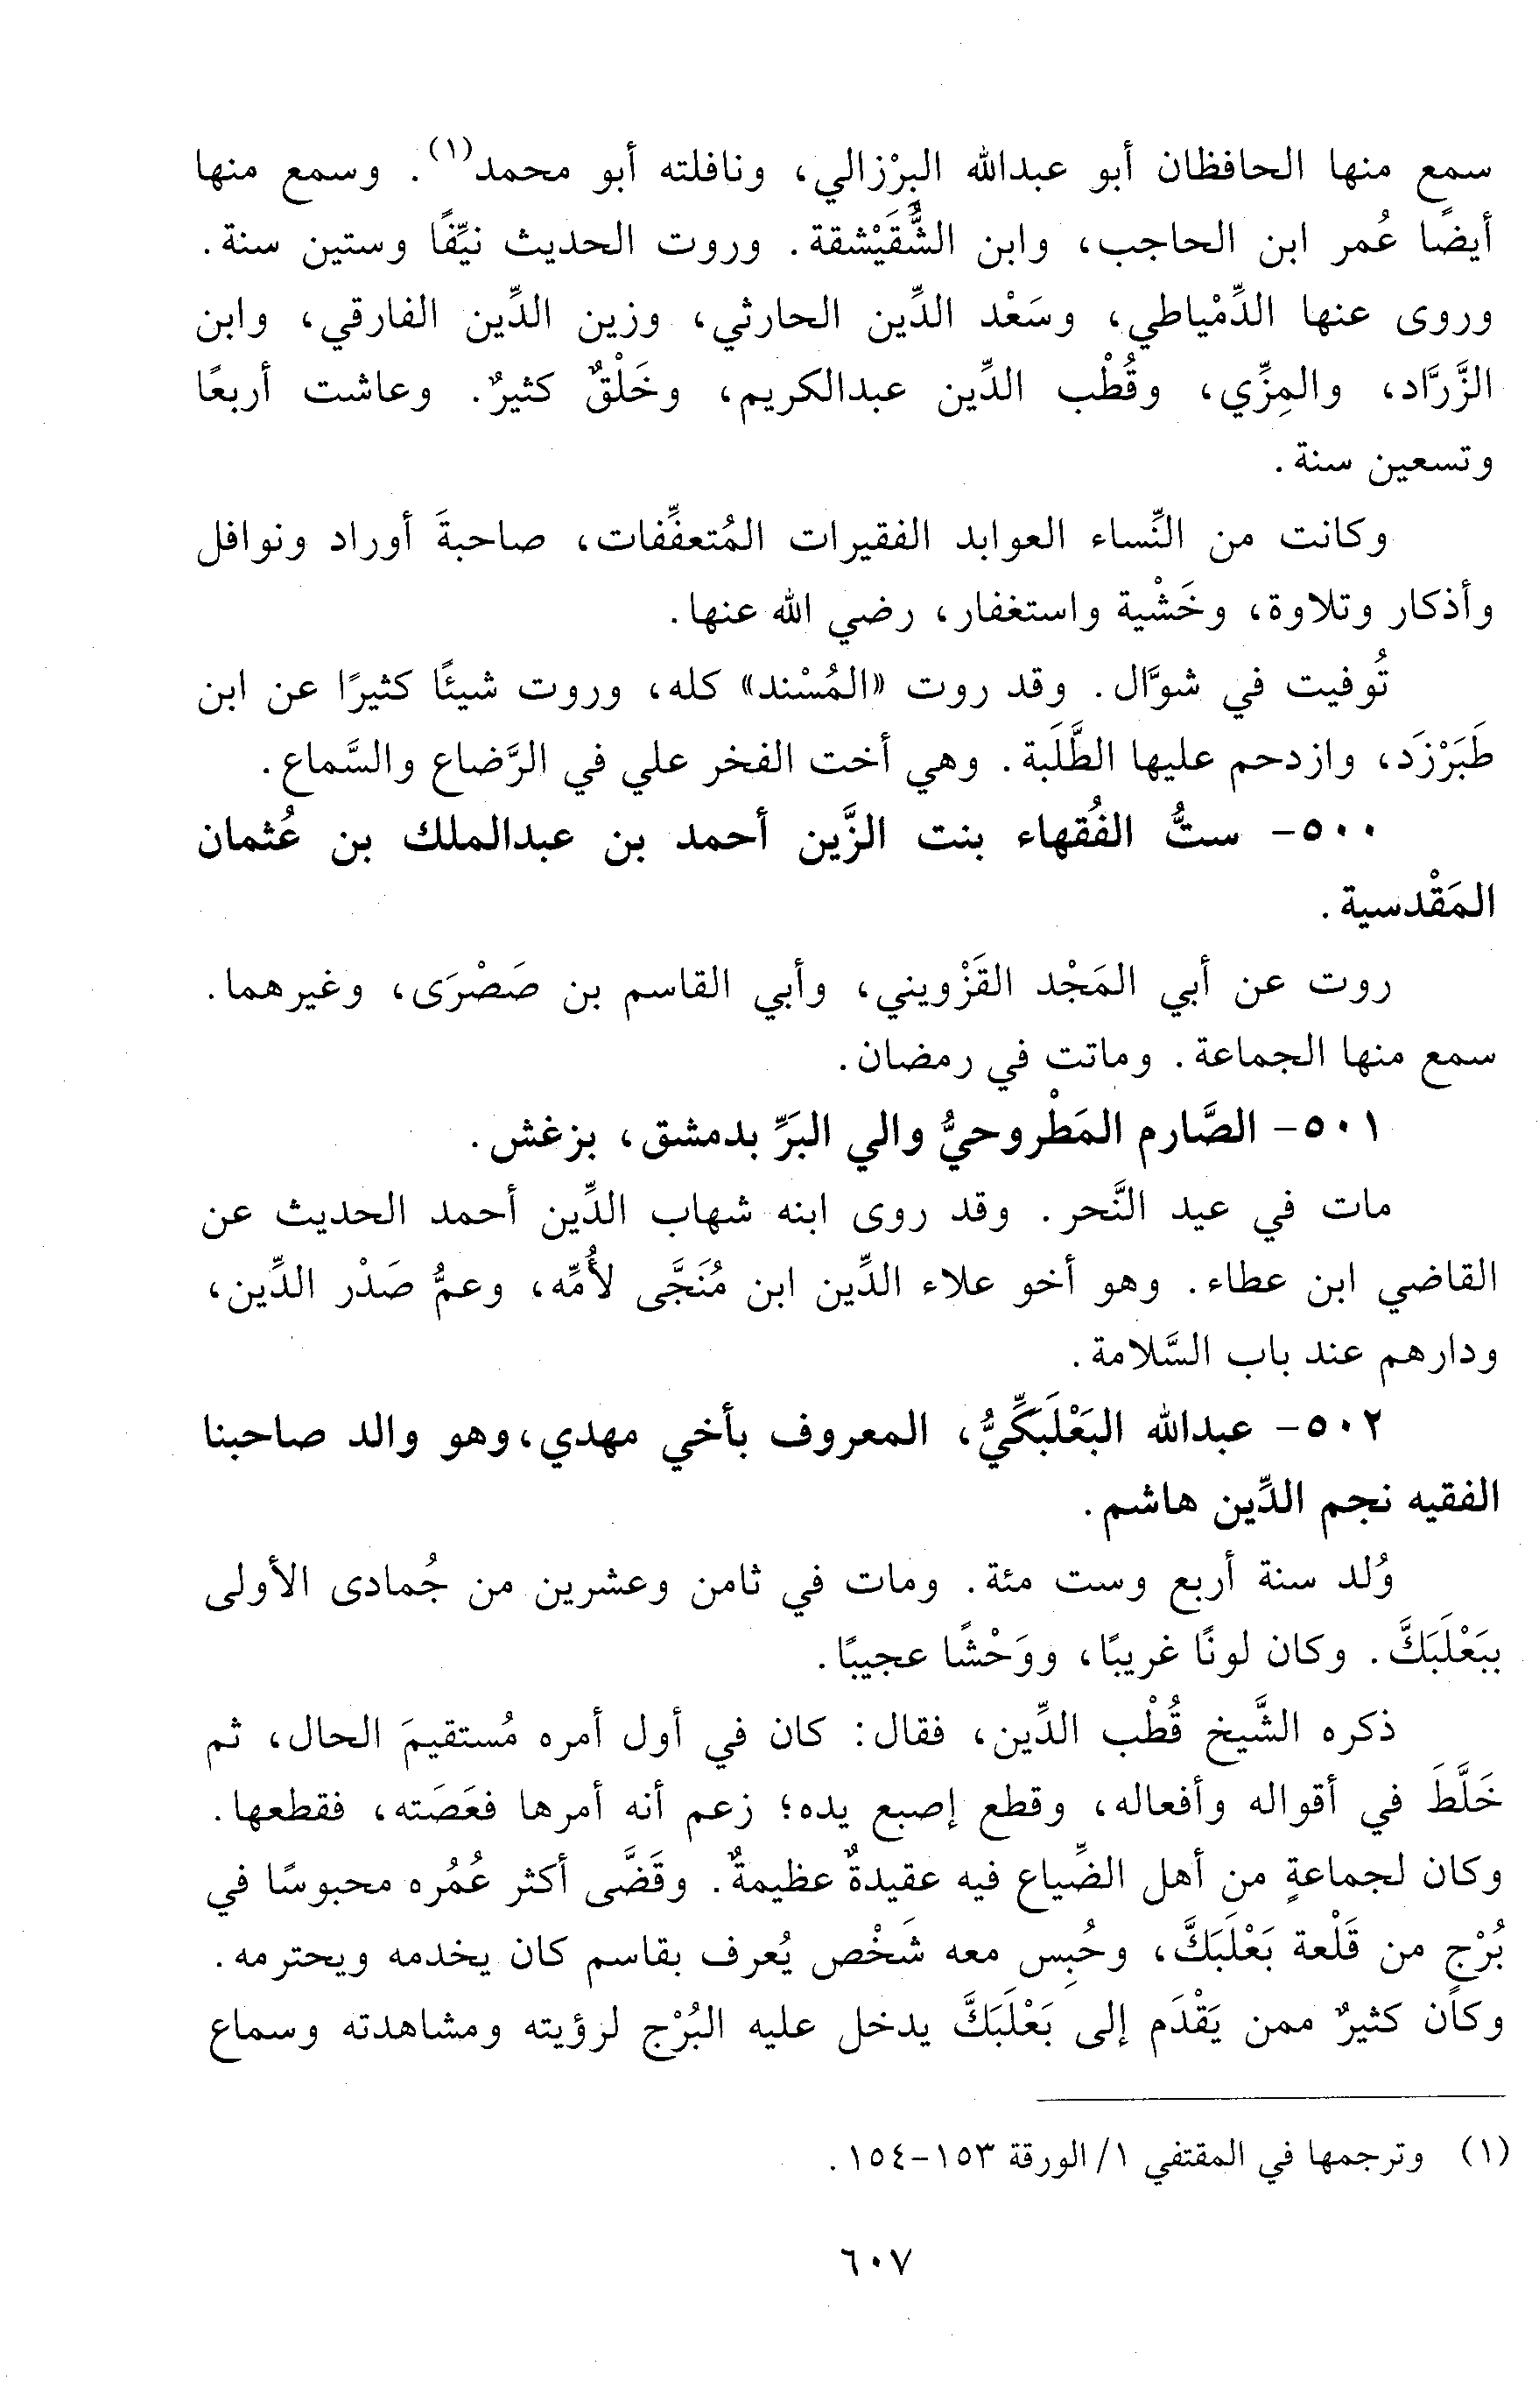 سمع منها الحافظان أبو عبدالله البِرْزالي، ونافلته أبو محمد(١). وسمع منها
أيضًا عُمر ابن الحاجب، وابن الشُّقَيْشقة. وروت الحديث نيِّفًا وستين سنة.
وروى عنها الدِّمْياطي، وسَعْد الدِّين الحارثي، وزين الدِّين الفارقي، وابن
الزَّرَّاد، والمِزِّي، وقُطْب الدِّين عبدالكريم، وخَلْقٌ كثيرٌ. وعاشت أربعًا
وتسعين سنة.
وكانت من النِّساء العوابد الفقيرات المُتعفِّفات، صاحبةَ أوراد ونوافل
وأذكار وتلاوة، وخَشْية واستغفار، رضي الله عنها.
تُوفيت في شوَّال. وقد روت «المُسْند» كله، وروت شيئًا كثيرًا عن ابن
طَبَرْزَد، وازدحم عليها الطَّلَبة. وهي أخت الفخر علي في الرَّضاع والسَّماع.
٥٠٠- ستُّ الفُقهاء بنت الزَّين أحمد بن عبدالملك بن عُثمان
المَقْدسية.
روت عن أبي المَجْد القَزْويني، وأبي القاسم بن صَصْرَى، وغيرهما.
سمع منها الجماعة. وماتت في رمضان.
٥٠١- الصَّارم المَطْروحيُّ والي البَرِّ بدمشق، بزغش.
مات في عيد النَّحر. وقد روى ابنه شهاب الدِّين أحمد الحديث عن
القاضي ابن عطاء. وهو أخو علاء الدِّين ابن مُنَجَّى لأُمِّه، وعمُّ صَدْر الدِّين،
ودارهم عند باب السَّلامة.
٥٠٢- عبدالله البَعْلَبَكِّيُّ، المعروف بأخي مهدي، وهو والد صاحبنا
الفقيه نجم الدِّين هاشم.
وُلد سنة أربع وست مئة. ومات في ثامن وعشرين من جُمادى الأولى
ببَعْلَبَكَّ. وكان لونًا غريبًا، ووَحْشًا عجيبًا.
ذكره الشَّيخ قُطْب الدِّين، فقال: كان في أول أمره مُستقيمَ الحال، ثم
خَلَّطَ في أقواله وأفعاله، وقطع إصبع يده؛ زعم أنه أمرها فعَصَته، فقطعها.
وكان لجماعةٍ من أهل الضِّياع فيه عقيدةٌ عظيمةٌ. وقَضَّى أكثر عُمُره محبوسًا في
بُرْج من قَلْعة بَعْلَبَكَّ، وحُبِس معه شَخْص يُعرف بقاسم كان يخدمه ويحترمه.
وكان كثيرٌ ممن يَقْدَم إلى بَعْلَبَكَّ يدخل عليه البُرْج لرؤيته ومشاهدته وسماع
(١) وترجمها في المقتفي ١/ الورقة ١٥٣-١٥٤.
٦٠٧